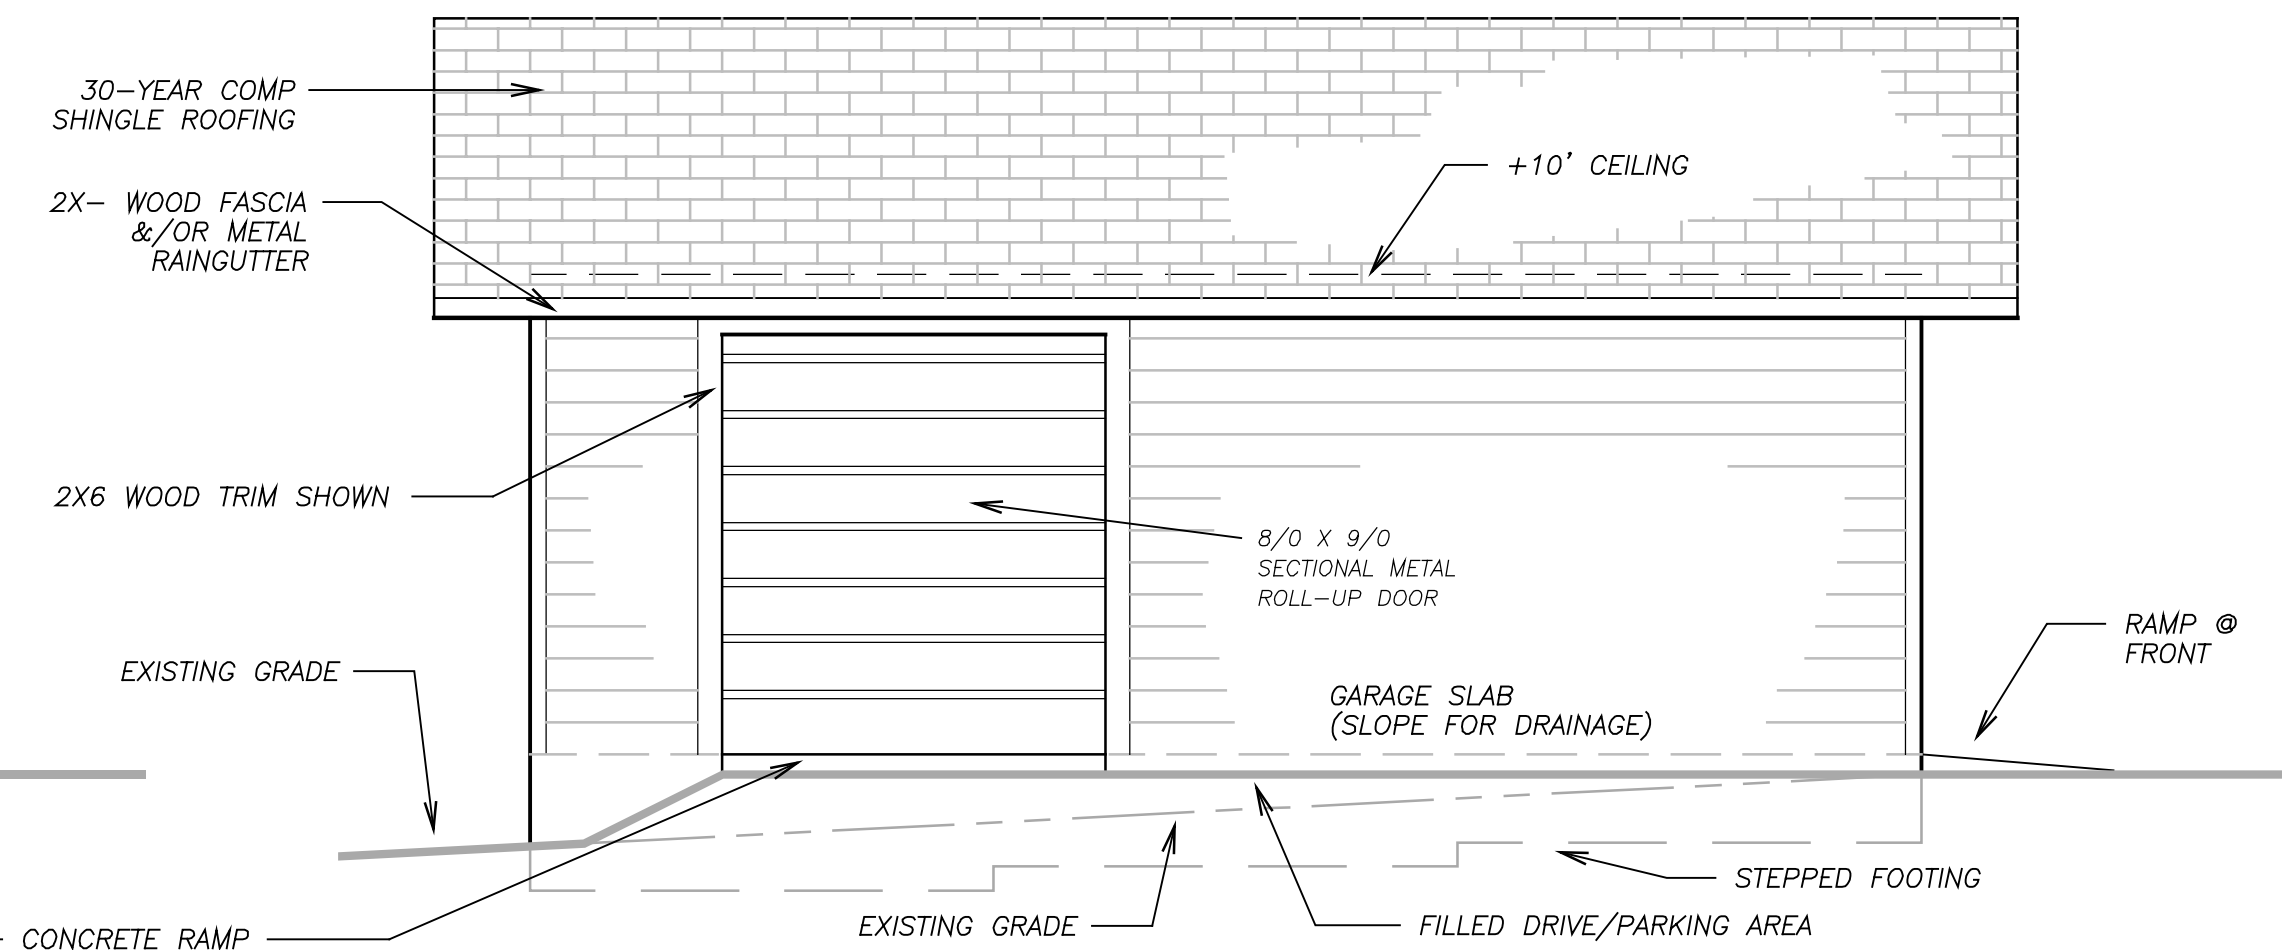 30-YEAR COMP
SHINGLE ROOFING
+10' CEILING
2X- WOOD FASCIA
&/OR METAL
RAINGUTTER
2X6 WOOD TRIM SHOWN
8/0 X 9/0
SECTIONAL METAL
ROLL-UP DOOR
RAMP @
FRONT
EXISTING GRADE
GARAGE SLAB
(SLOPE FOR DRAINAGE)
STEPPED FOOTING
CONCRETE RAMP
EXISTING GRADE
FILLED DRIVE/PARKING AREA